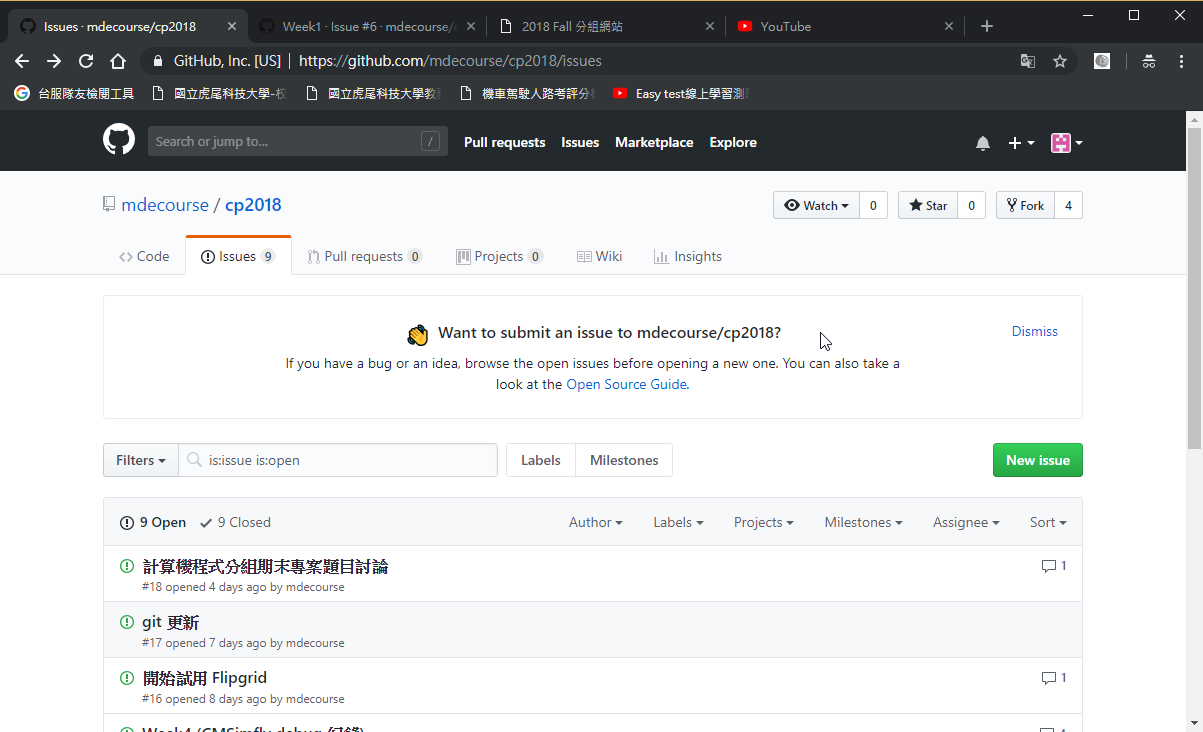 Issues · mdecourse/cp2018
Week1 · Issue #6 · mdecourse/
2018 Fall 分組網站
YouTube
GitHub, Inc. [US] | https://github.com/mdecourse/cp2018/issues
台服隊友檢閱工具
國立虎尾科技大學-校
國立虎尾科技大學教
機車駕駛人路考評分
Easy test線上學習測
Search or jump to...
/
Pull requests
Issues
Marketplace
Explore
mdecourse / cp2018
Watch
0
Star
0
Fork
4
Code
Issues 9
Pull requests 0
Projects 0
Wiki
Insights
Want to submit an issue to mdecourse/cp2018?
Dismiss
If you have a bug or an idea, browse the open issues before opening a new one. You can also take a
look at the Open Source Guide.
Filters
is:issue is:open
Labels
Milestones
New issue
9 Open
9 Closed
Author
Labels
Projects
Milestones
Assignee
Sort
計算機程式分組期末專案題目討論
1
#18 opened 4 days ago by mdecourse
git 更新
#17 opened 7 days ago by mdecourse
開始試用 Flipgrid
1
#16 opened 8 days ago by mdecourse
Week4 (CMSimfly debug 紀錄)